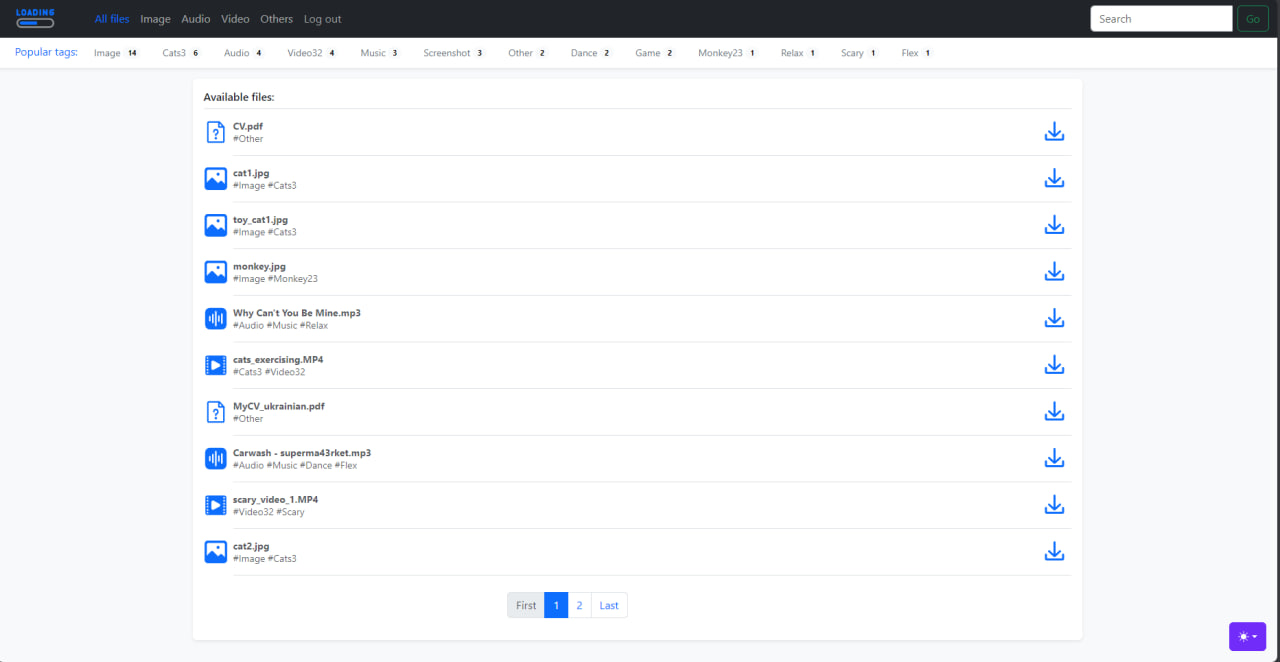 LOADING
All files Image Audio Video Others Log out Search Go
Popular tags: Image 14 Cats3 6 Audio 4 Video32 4 Music 3 Screenshot 3 Other 2 Dance 2 Game 2 Monkey23 1 Relax 1 Scary 1 Flex 1
Available files:
CV.pdf
#Other
cat1.jpg
#Image #Cats3
toy_cat1.jpg
#Image #Cats3
monkey.jpg
#Image #Monkey23
Why Can't You Be Mine.mp3
#Audio #Music #Relax
cats_exercising.MP4
#Cats3 #Video32
MyCV_ukrainian.pdf
#Other
Carwash - superma43rket.mp3
#Audio #Music #Dance #Flex
scary_video_1.MP4
#Video32 #Scary
cat2.jpg
#Image #Cats3
First 1 2 Last